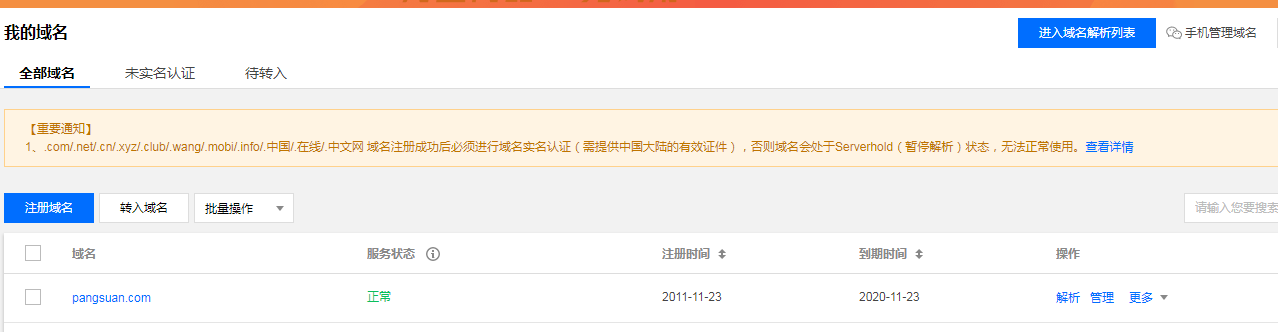 我的域名
进入域名解析列表
手机管理域名
全部域名 未实名认证 待转入
【重要通知】
1、.com/.net/.cn/.xyz/.club/.wang/.mobi/.info/.中国/.在线/.中文网 域名注册成功后必须进行域名实名认证（需提供中国大陆的有效证件），否则域名会处于Serverhold（暂停解析）状态，无法正常使用。查看详情
注册域名 转入域名 批量操作 请输入您要搜索
域名 服务状态 注册时间 到期时间 操作
pangsuan.com 正常 2011-11-23 2020-11-23 解析 管理 更多